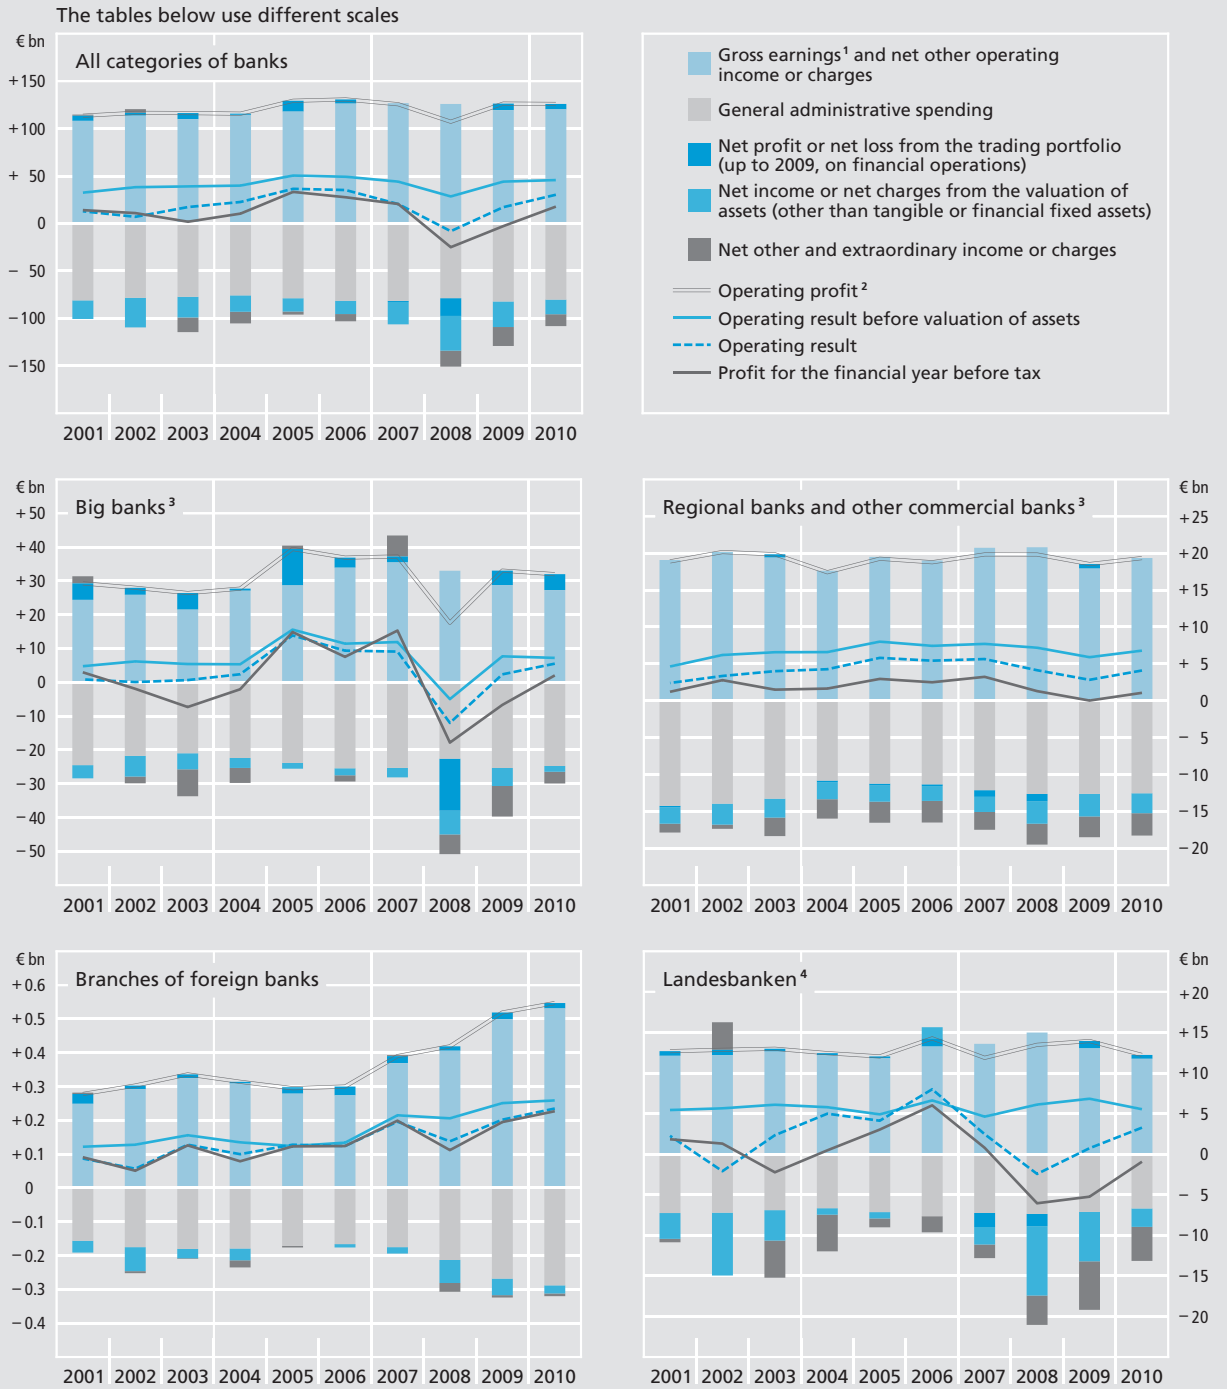 The tables below use different scales
€ bn
All categories of banks
+150
+100
+ 50
0
− 50
−100
−150
2001 2002 2003 2004 2005 2006 2007 2008 2009 2010
Gross earnings¹ and net other operating
income or charges
General administrative spending
Net profit or net loss from the trading portfolio
(up to 2009, on financial operations)
Net income or net charges from the valuation of
assets (other than tangible or financial fixed assets)
Net other and extraordinary income or charges
Operating profit²
Operating result before valuation of assets
Operating result
Profit for the financial year before tax
€ bn
Big banks³
+50
+40
+30
+20
+10
0
−10
−20
−30
−40
−50
2001 2002 2003 2004 2005 2006 2007 2008 2009 2010
€ bn
Regional banks and other commercial banks³
+25
+20
+15
+10
+ 5
0
− 5
−10
−15
−20
2001 2002 2003 2004 2005 2006 2007 2008 2009 2010
€ bn
Branches of foreign banks
+0.6
+0.5
+0.4
+0.3
+0.2
+0.1
0
−0.1
−0.2
−0.3
−0.4
2001 2002 2003 2004 2005 2006 2007 2008 2009 2010
€ bn
Landesbanken⁴
+20
+15
+10
+ 5
0
− 5
−10
−15
−20
2001 2002 2003 2004 2005 2006 2007 2008 2009 2010